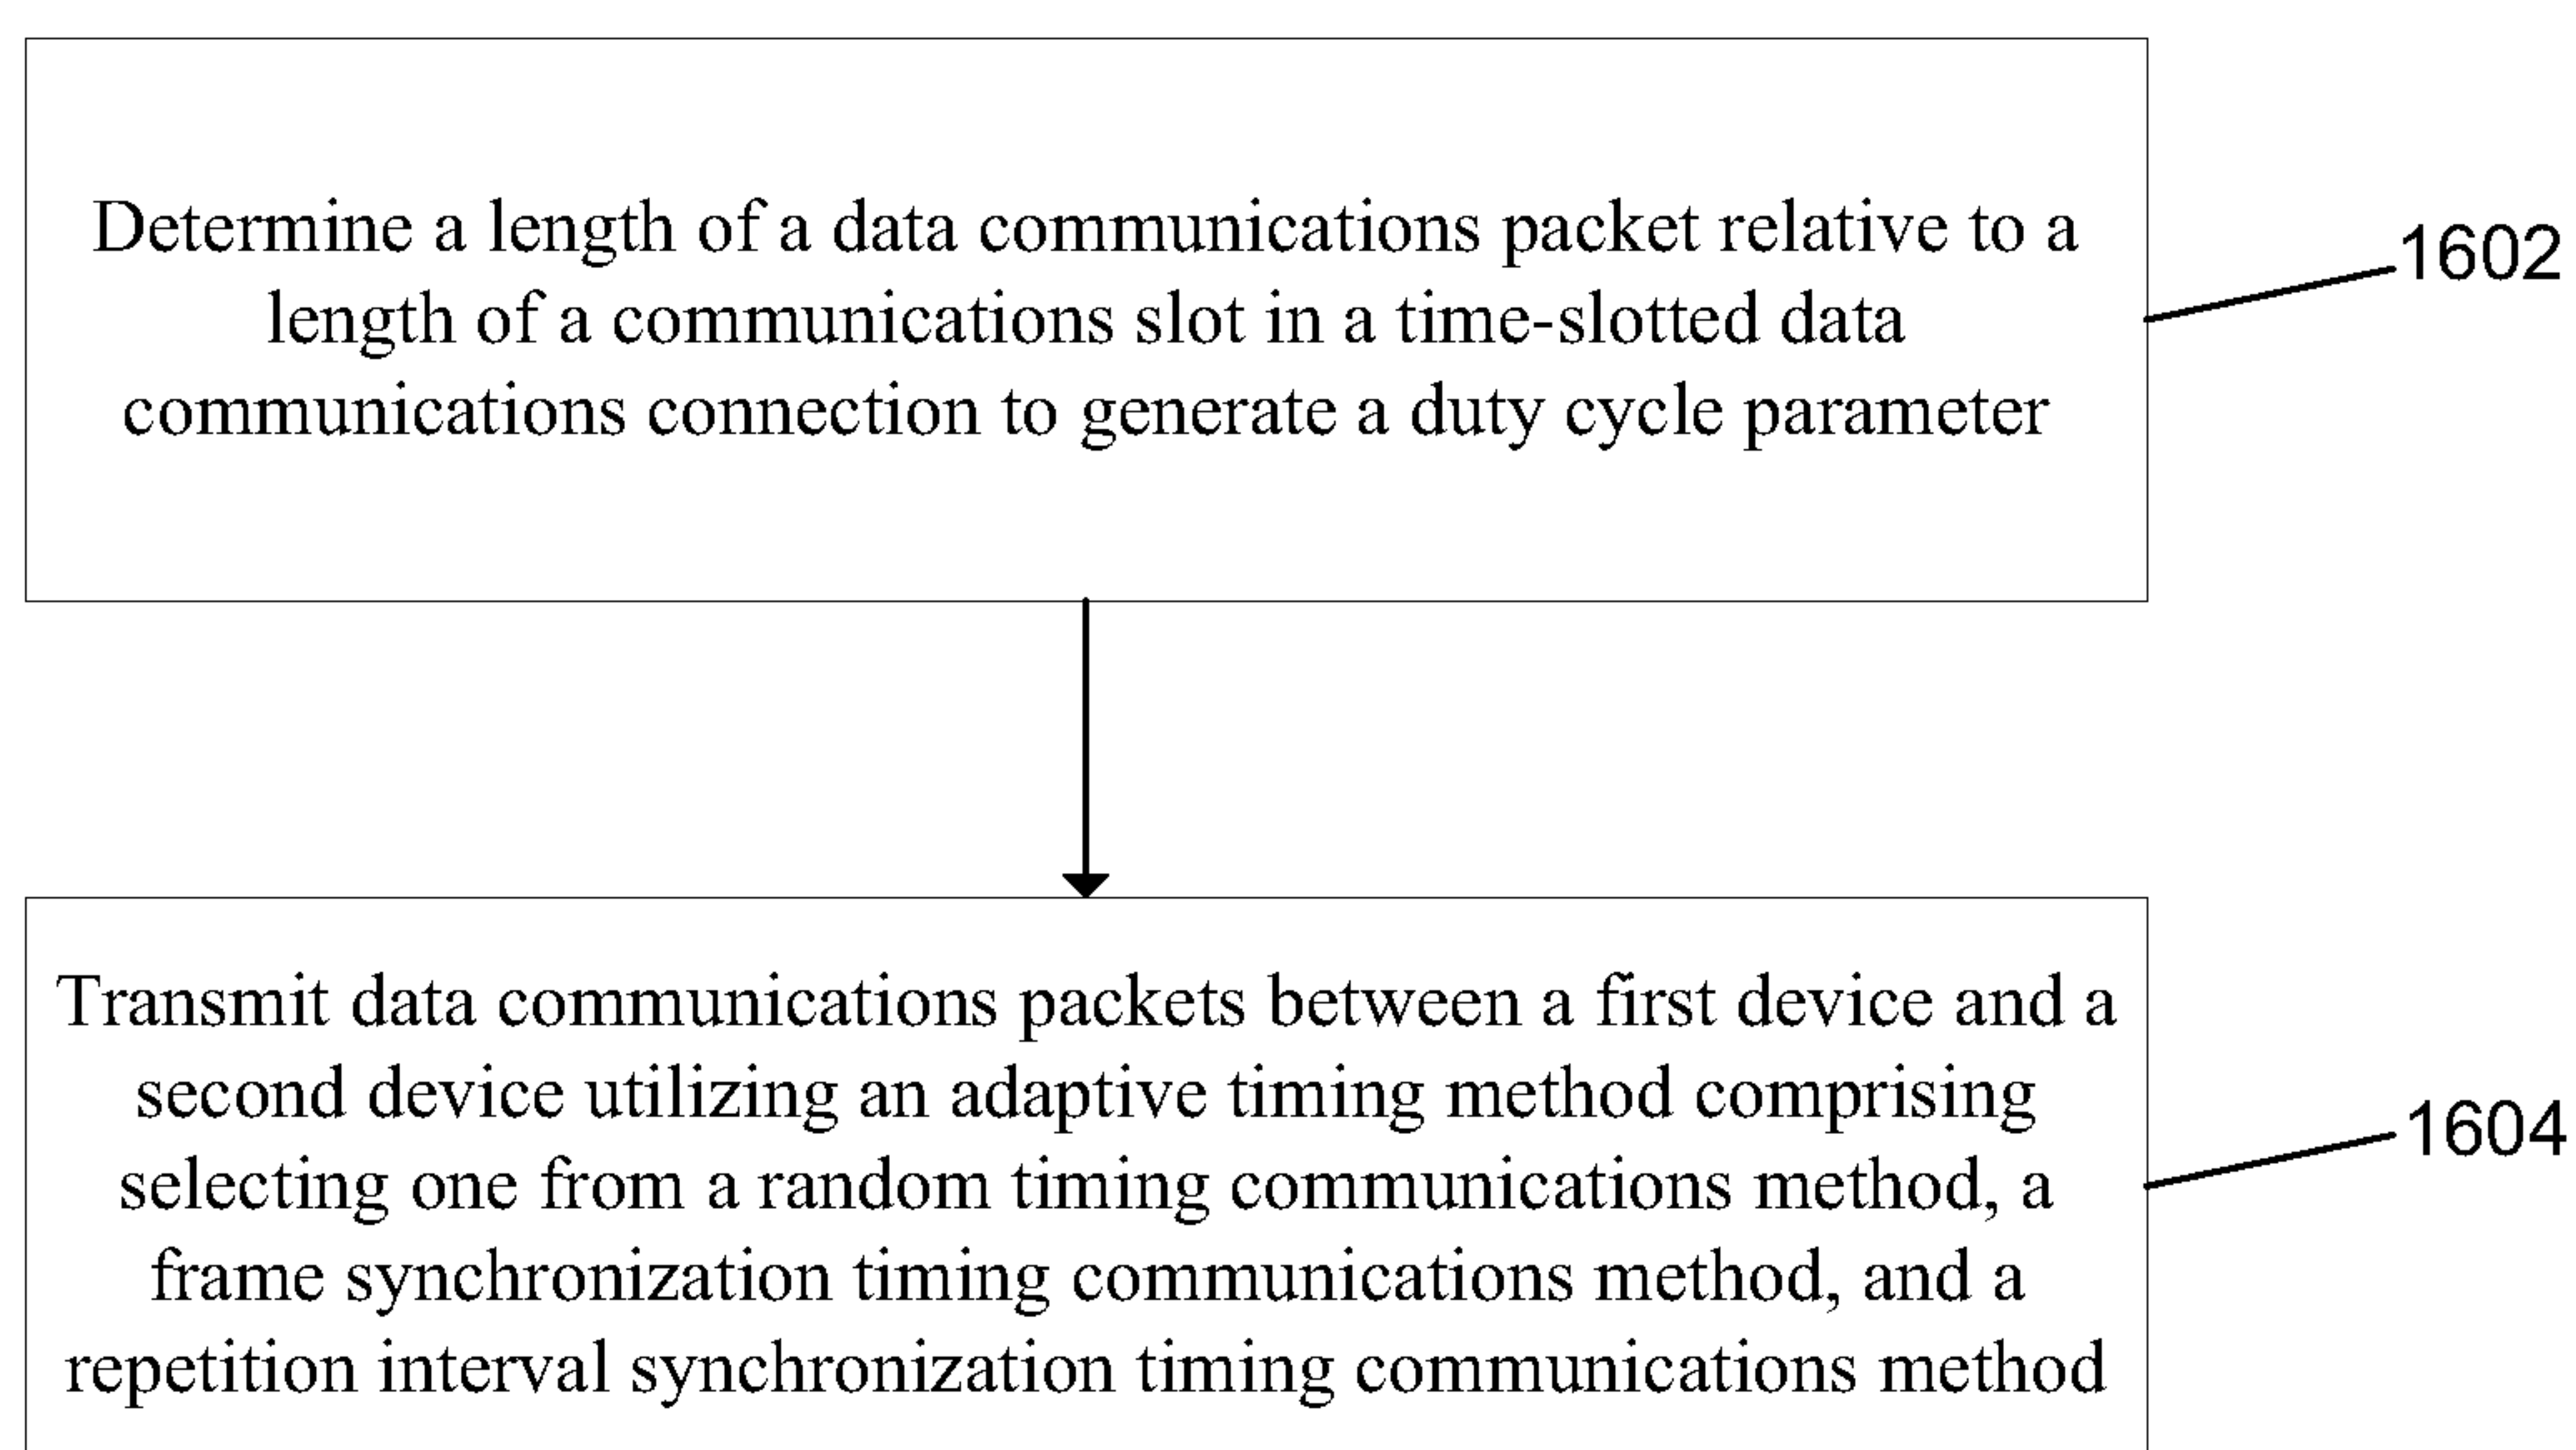 Determine a length of a data communications packet relative to a
length of a communications slot in a time-slotted data
communications connection to generate a duty cycle parameter
1602
Transmit data communications packets between a first device and a
second device utilizing an adaptive timing method comprising
selecting one from a random timing communications method, a
frame synchronization timing communications method, and a
repetition interval synchronization timing communications method
1604